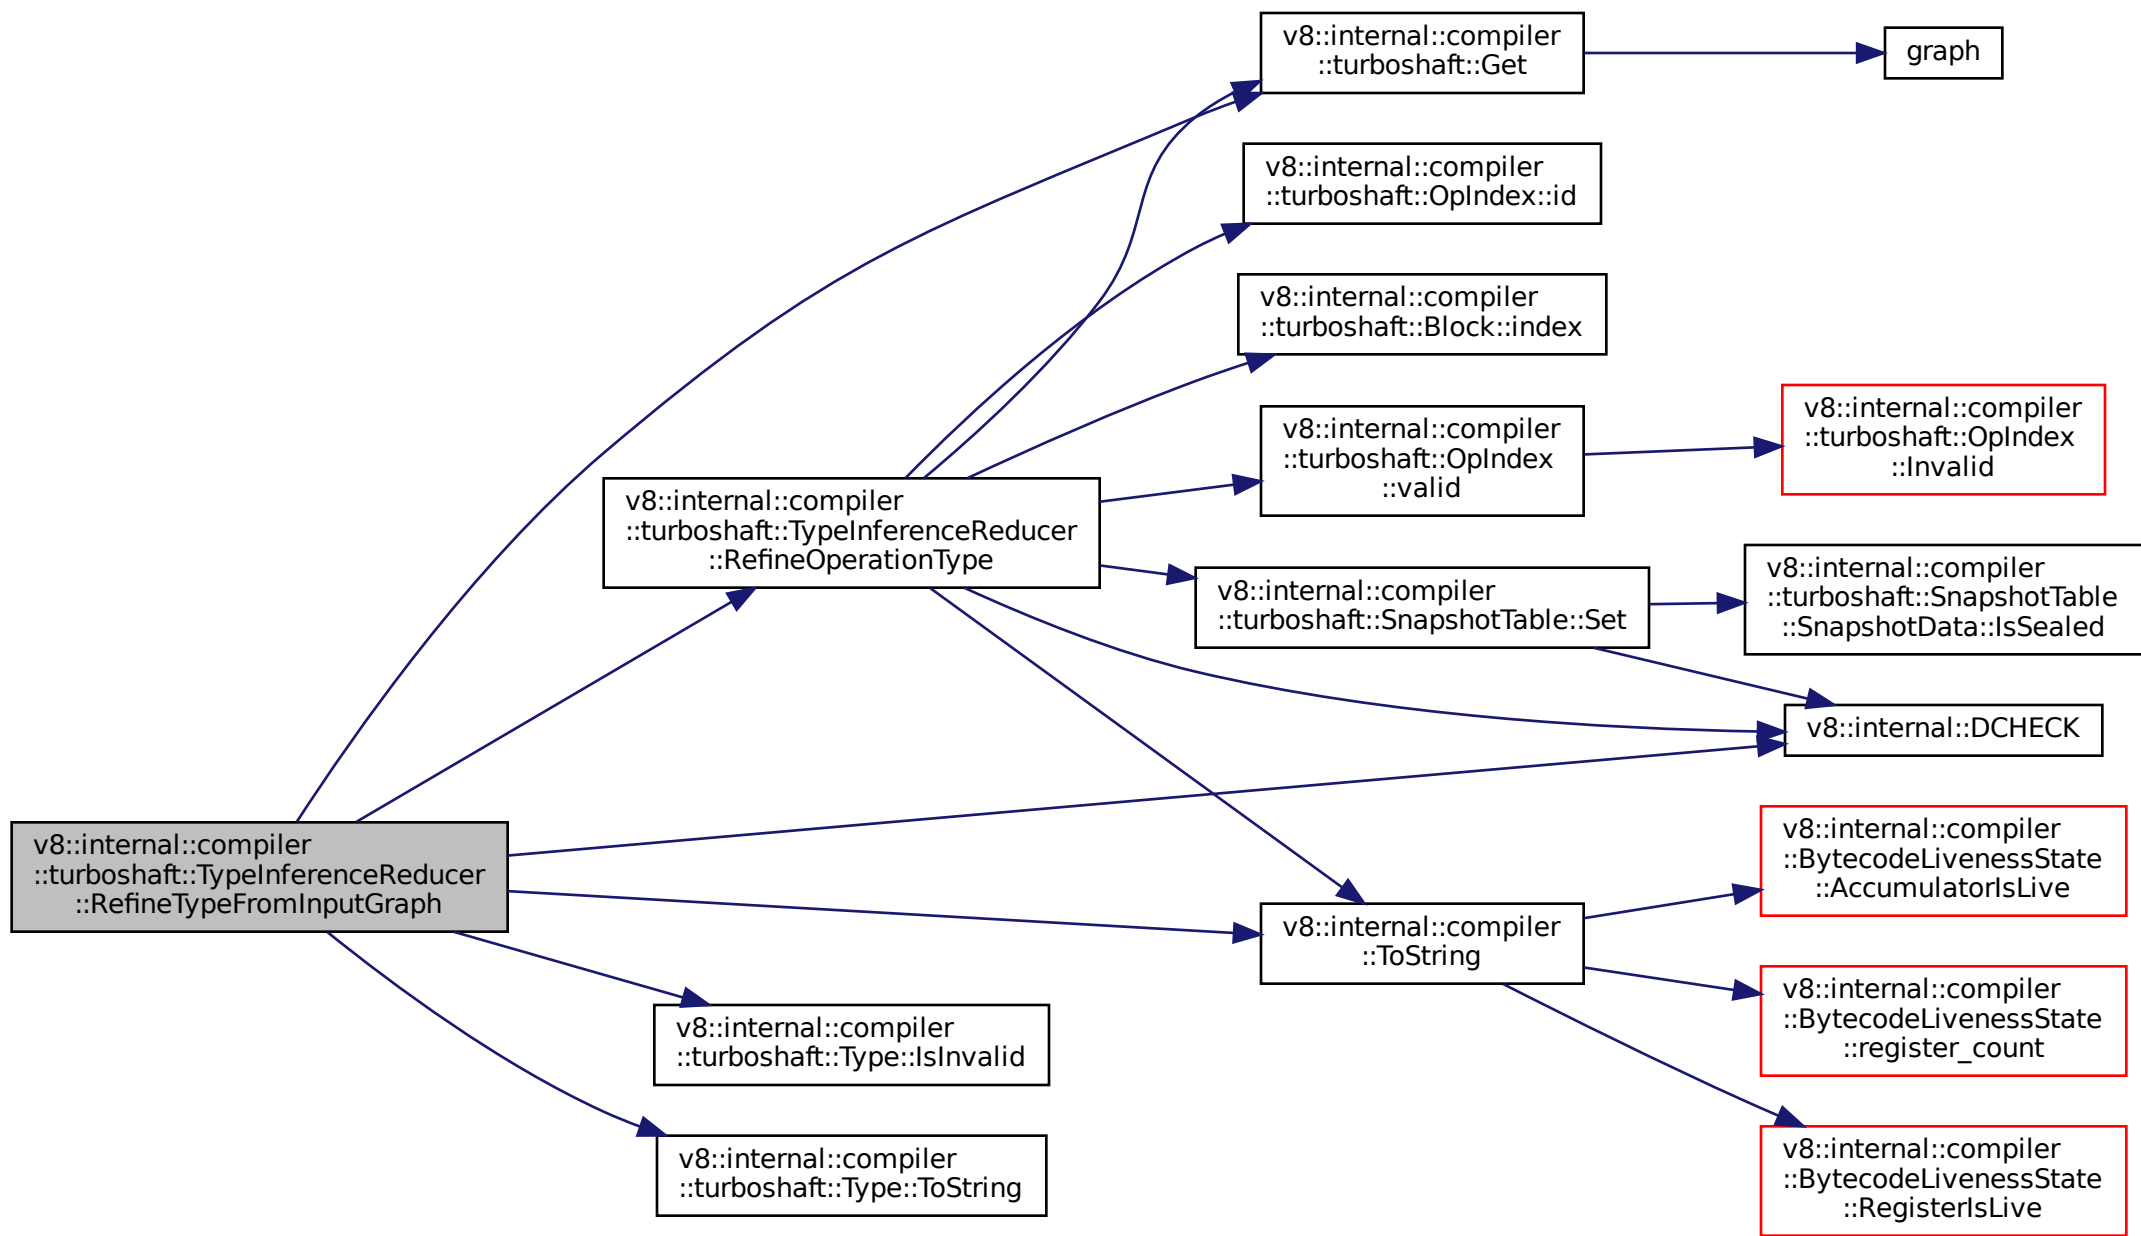 v8::internal::compiler
::turboshaft::Get
graph
v8::internal::compiler
::turboshaft::OpIndex::id
v8::internal::compiler
::turboshaft::Block::index
v8::internal::compiler
::turboshaft::OpIndex
::valid
v8::internal::compiler
::turboshaft::OpIndex
::Invalid
v8::internal::compiler
::turboshaft::TypeInferenceReducer
::RefineOperationType
v8::internal::compiler
::turboshaft::SnapshotTable::Set
v8::internal::compiler
::turboshaft::SnapshotTable
::SnapshotData::IsSealed
v8::internal::DCHECK
v8::internal::compiler
::turboshaft::TypeInferenceReducer
::RefineTypeFromInputGraph
v8::internal::compiler
::ToString
v8::internal::compiler
::BytecodeLivenessState
::AccumulatorIsLive
v8::internal::compiler
::BytecodeLivenessState
::register_count
v8::internal::compiler
::BytecodeLivenessState
::RegisterIsLive
v8::internal::compiler
::turboshaft::Type::IsInvalid
v8::internal::compiler
::turboshaft::Type::ToString